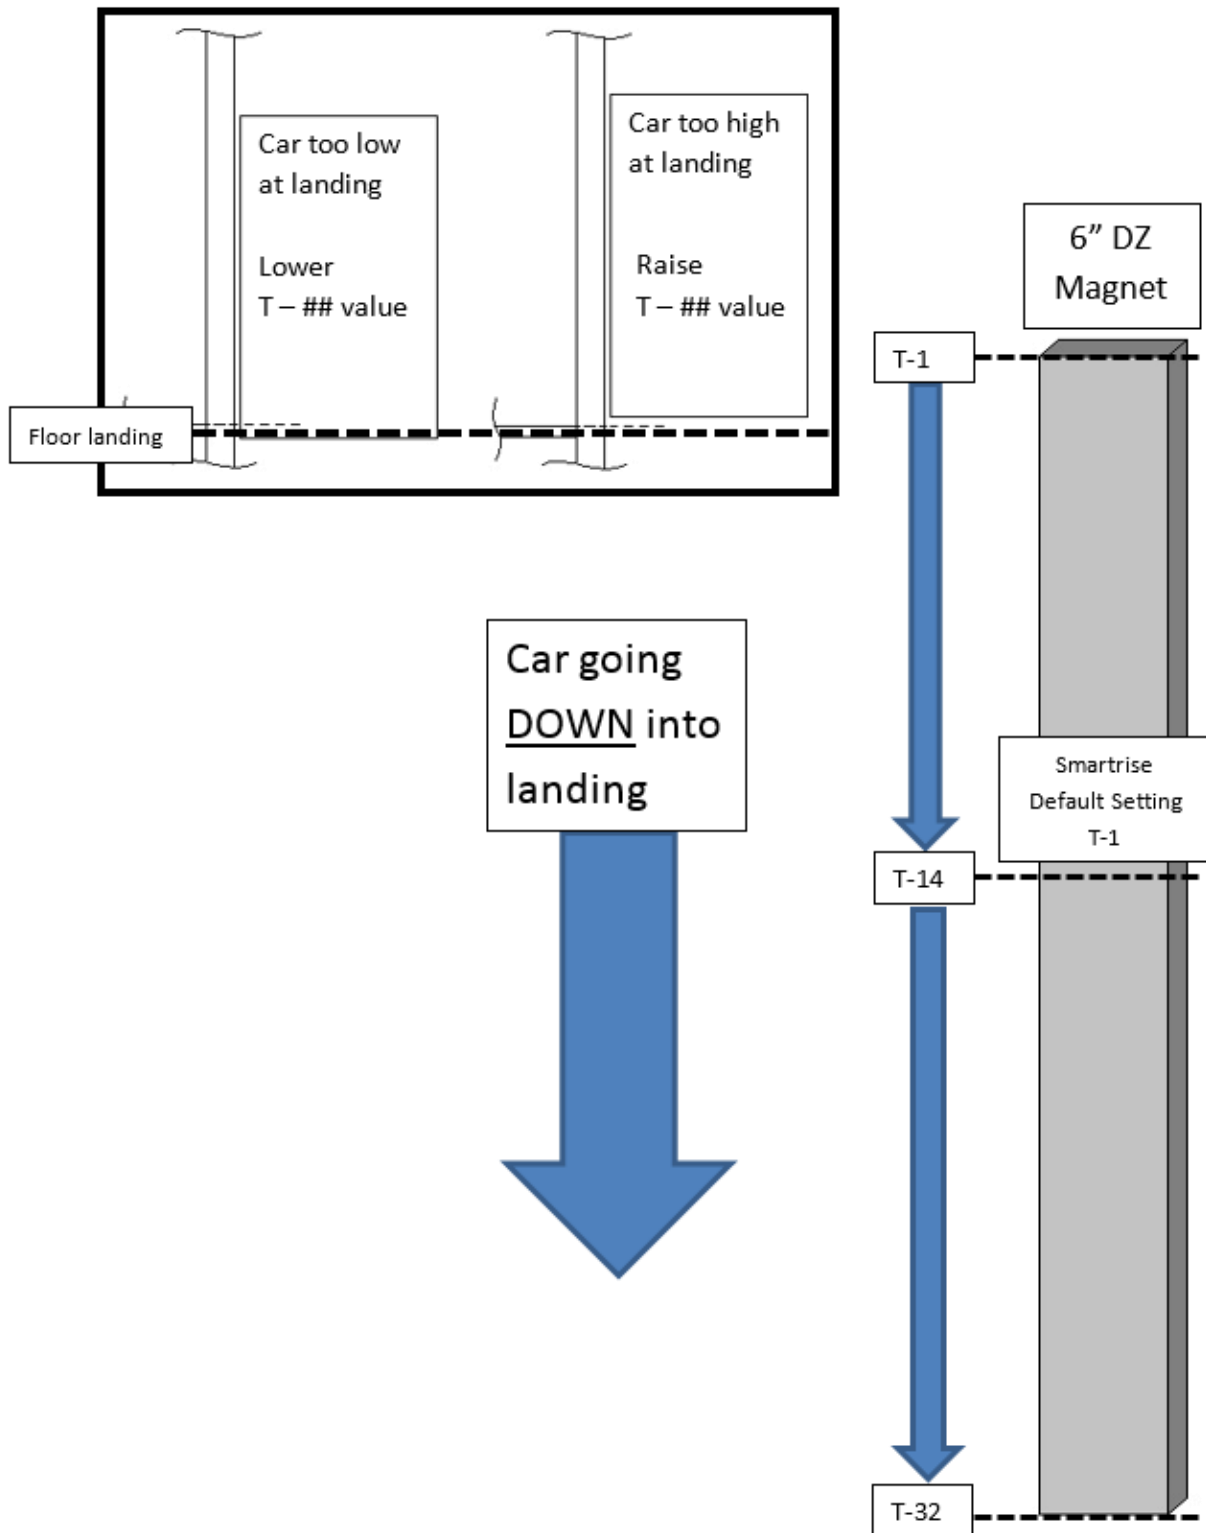 Car too low
at landing
Lower
T – ## value
Car too high
at landing
Raise
T – ## value
Floor landing
6” DZ
Magnet
T-1
Car going
DOWN into
landing
Smartrise
Default Setting
T-1
T-14
T-32